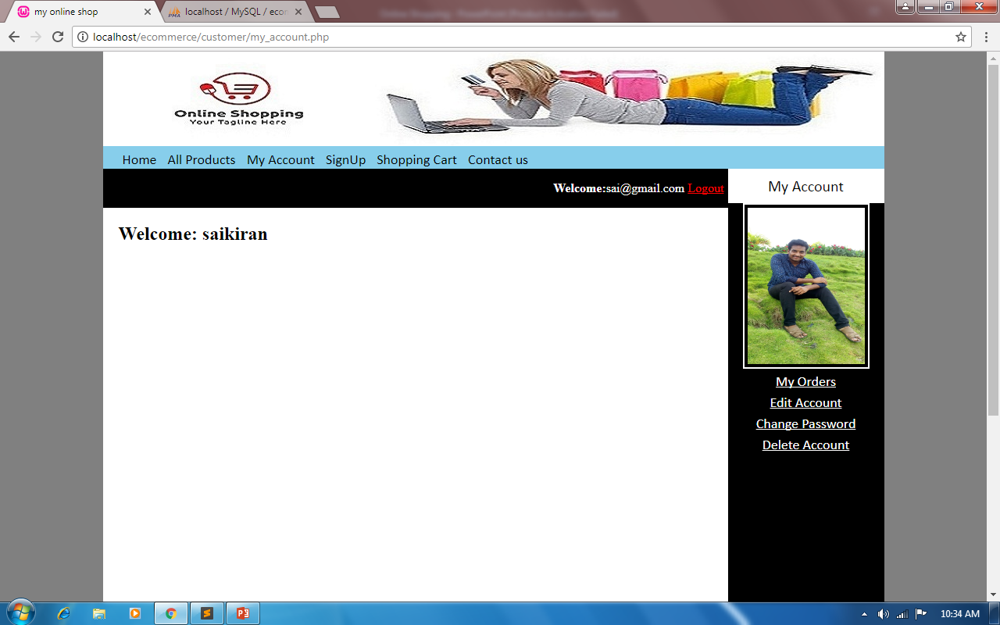 my online shop
localhost / MySQL / econ
localhost/ecommerce/customer/my_account.php
Online Shopping
Your Tagline Here
Home All Products My Account SignUp Shopping Cart Contact us
Welcome:sai@gmail.com Logout
My Account
Welcome: saikiran
My Orders
Edit Account
Change Password
Delete Account
10:34 AM